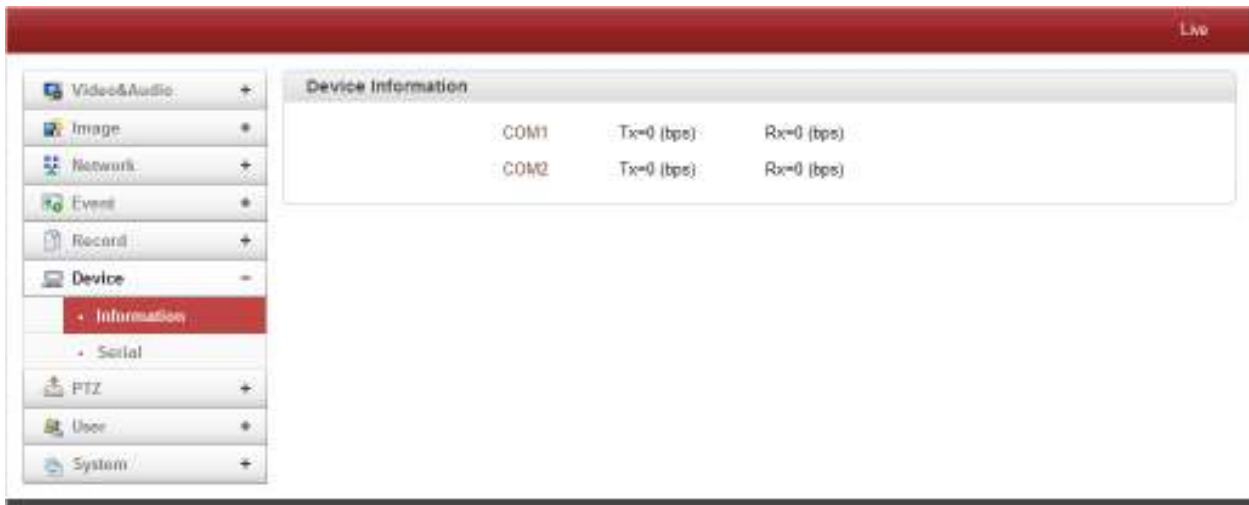 Live
Video&Audio +
Image +
Network +
Event +
Record +
Device -
• Information
• Serial
PTZ +
User +
System +
Device Information
COM1 Tx=0 (bps) Rx=0 (bps)
COM2 Tx=0 (bps) Rx=0 (bps)